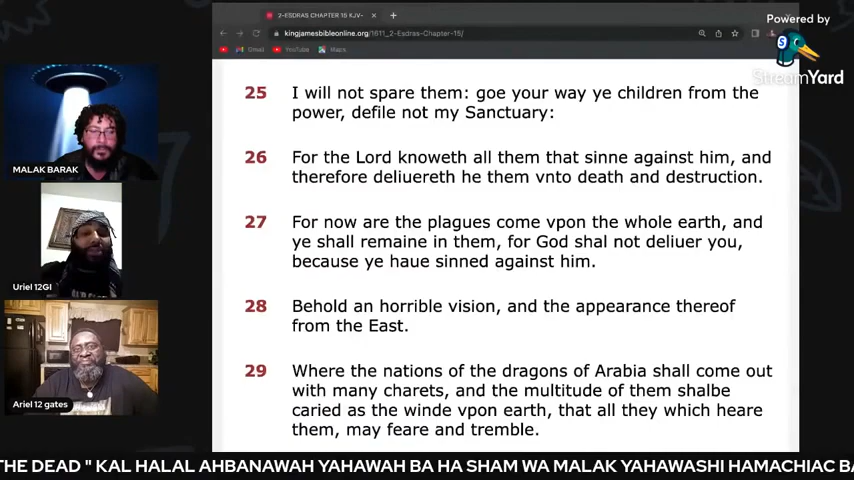 2-ESDRAS CHAPTER 15 KJV-
kingjamesbibleonline.org/1611_2-Esdras-Chapter-15/
Gmail
YouTube
Maps
Powered by
StreamYard
25 I will not spare them: goe your way ye children from the
power, defile not my Sanctuary:
26 For the Lord knoweth all them that sinne against him, and
therefore deliuereth he them vnto death and destruction.
27 For now are the plagues come vpon the whole earth, and
ye shall remaine in them, for God shal not deliuer you,
because ye haue sinned against him.
28 Behold an horrible vision, and the appearance thereof
from the East.
29 Where the nations of the dragons of Arabia shall come out
with many charets, and the multitude of them shalbe
caried as the winde vpon earth, that all they which heare
them, may feare and tremble.
MALAK BARAK
Uriel 12GI
Ariel 12 gates
THE DEAD " KAL HALAL AHBANAWAH YAHAWAH BA HA SHAM WA MALAK YAHAWASHI HAMACHIAC BA